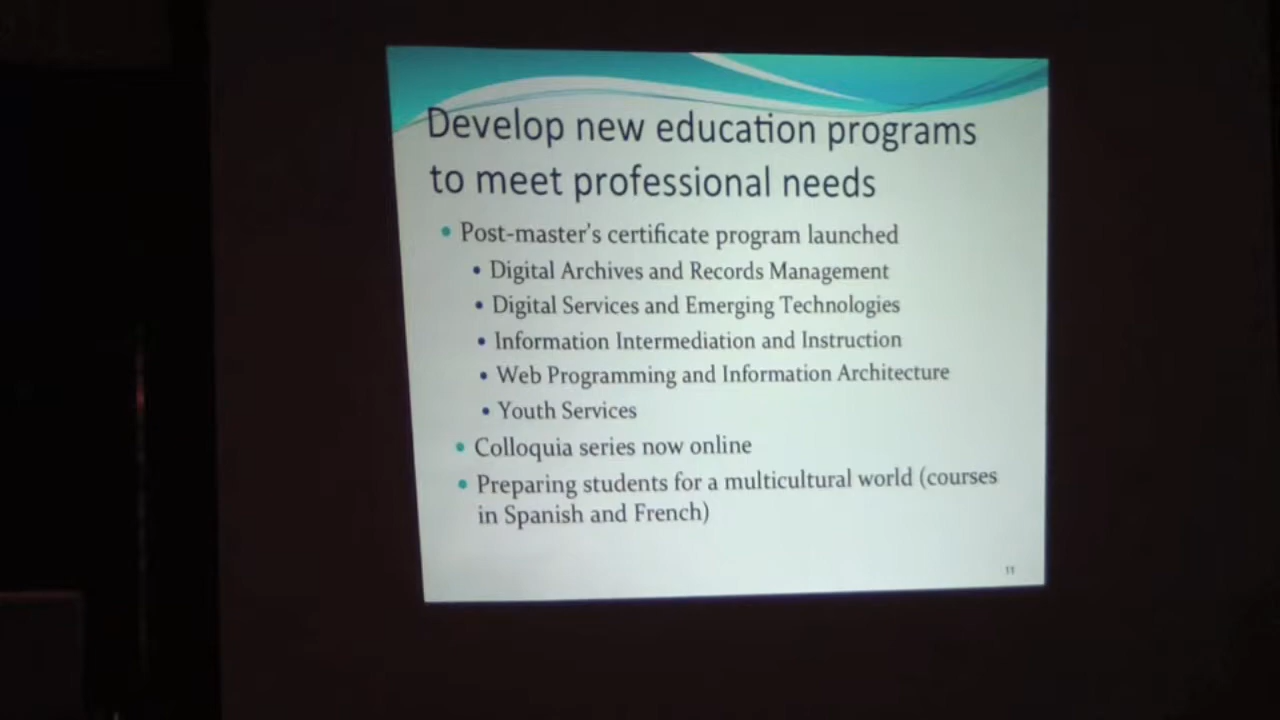 Develop new education programs
to meet professional needs
• Post-master's certificate program launched
• Digital Archives and Records Management
• Digital Services and Emerging Technologies
• Information Intermediation and Instruction
• Web Programming and Information Architecture
• Youth Services
• Colloquia series now online
• Preparing students for a multicultural world (courses
in Spanish and French)
11